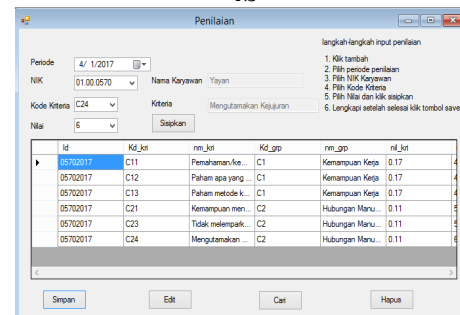 Penilaian
langkah-langkah input penilaian
1. Klik tambah
2. Pilih periode penilaian
3. Pilih NIK Karyawan
4. Pilih Kode Kriteria
5. Pilih Nilai dan klik sisipkan
6. Lengkapi setelah selesai klik tombol save
Periode 4/ 1/2017
NIK 01.00.0570 Nama Karyawan Yayan
Kode Kriteria C24 Kriteria Mengutamakan Kejujuran
Nilai 6 Sisipkan
Id Kd_kri nm_kri Kd_grp nm_grp nil_kri
05702017 C11 Pemahaman/ke... C1 Kemampuan Kerja 0.17 4
05702017 C12 Paham apa yang ... C1 Kemampuan Kerja 0.17 4
05702017 C13 Paham metode k... C1 Kemampuan Kerja 0.17 4
05702017 C21 Kemampuan men... C2 Hubungan Manu... 0.11 5
05702017 C23 Tidak melempark... C2 Hubungan Manu... 0.11 5
05702017 C24 Mengutamakan ... C2 Hubungan Manu... 0.11 6
Simpan Edit Cari Hapus